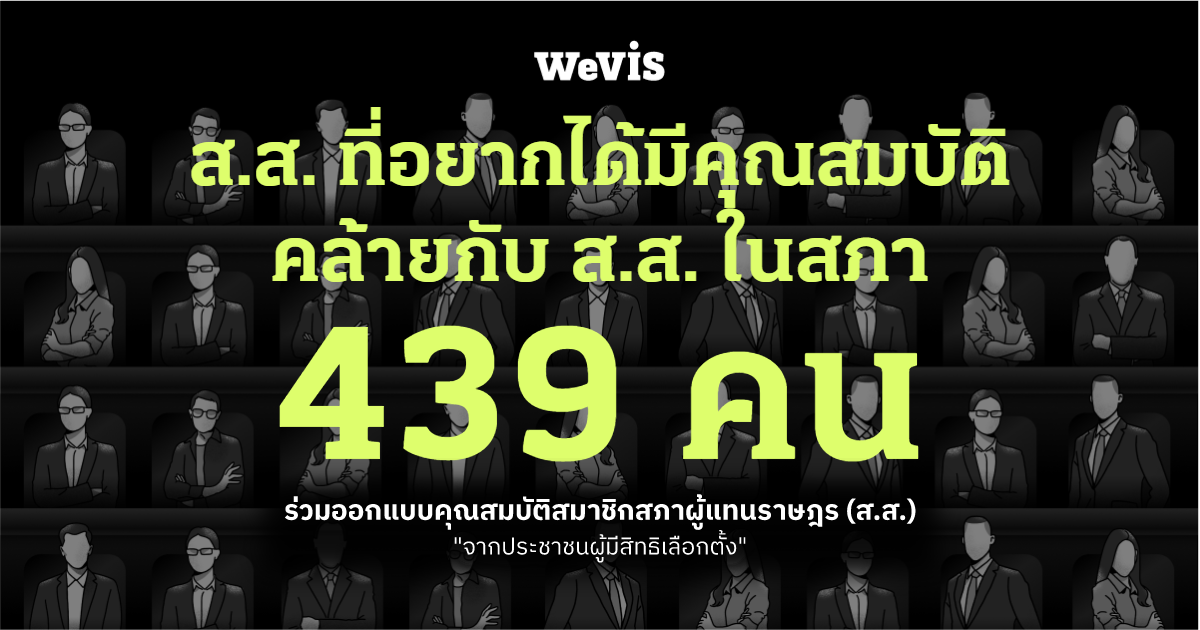 WeVIS
ส.ส. ที่อยากได้มีคุณสมบัติ
คล้ายกับ ส.ส. ในสภา
439 คน
ร่วมออกแบบคุณสมบัติสมาชิกสภาผู้แทนราษฎร (ส.ส.)
"จากประชาชนผู้มีสิทธิเลือกตั้ง"